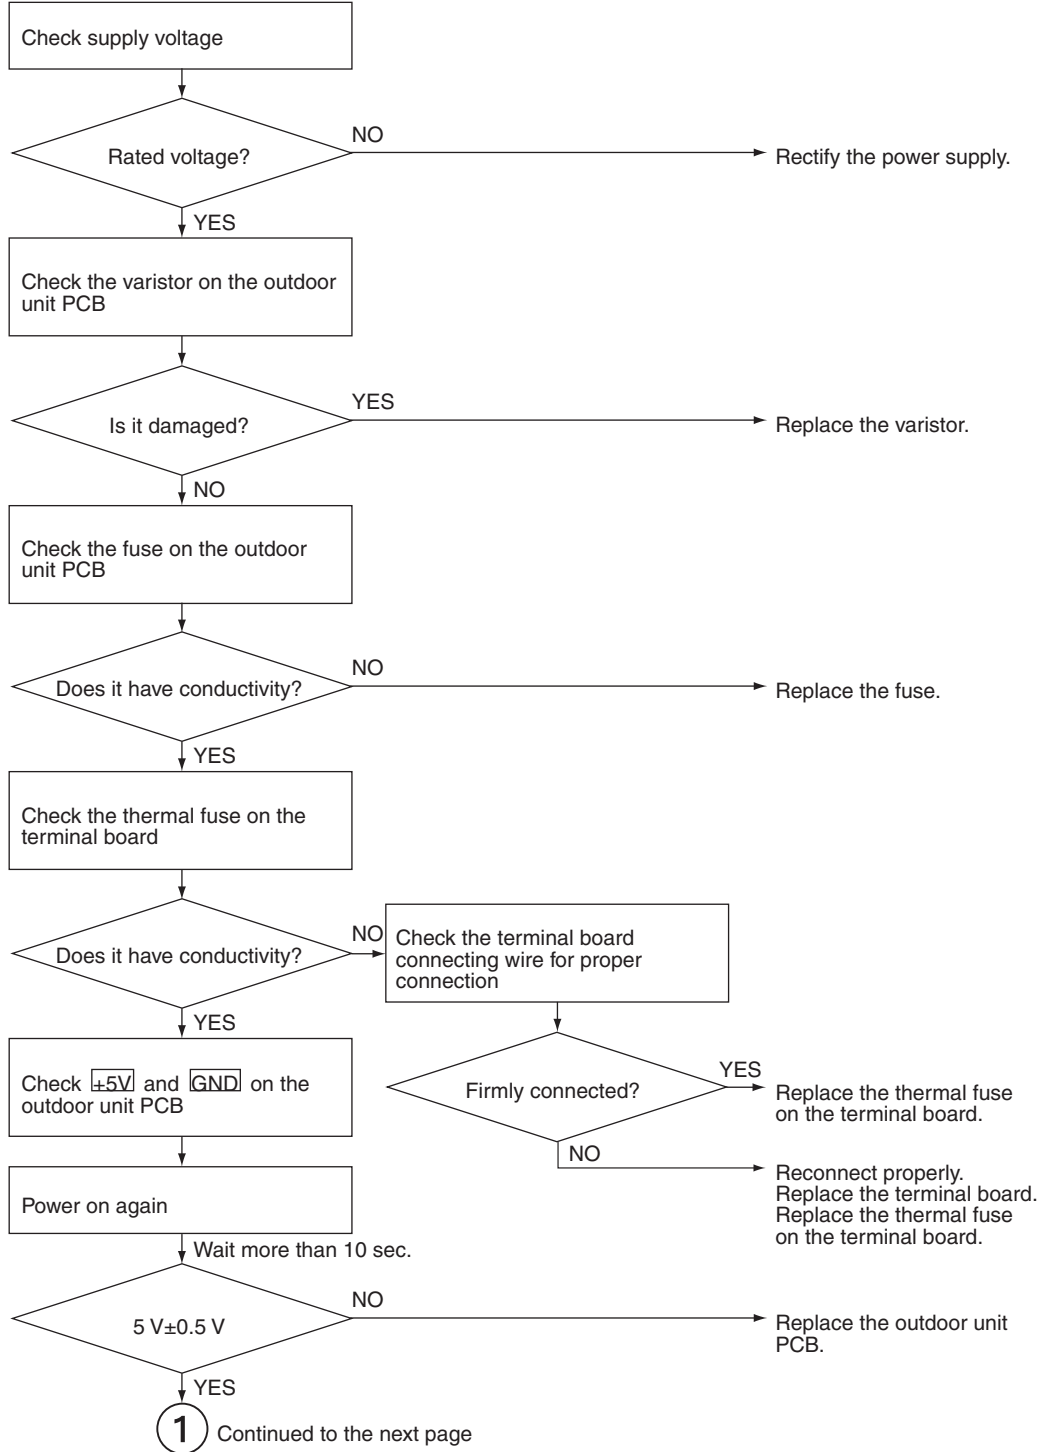 Check supply voltage
NO
Rated voltage?
Rectify the power supply.
YES
Check the varistor on the outdoor
unit PCB
YES
Is it damaged?
Replace the varistor.
NO
Check the fuse on the outdoor
unit PCB
NO
Does it have conductivity?
Replace the fuse.
YES
Check the thermal fuse on the
terminal board
NO
Does it have conductivity?
Check the terminal board
connecting wire for proper
connection
YES
Check +5V and GND on the
outdoor unit PCB
Firmly connected?
YES
Replace the thermal fuse
on the terminal board.
NO
Reconnect properly.
Replace the terminal board.
Replace the thermal fuse
on the terminal board.
Power on again
Wait more than 10 sec.
NO
5 V±0.5 V
Replace the outdoor unit
PCB.
YES
1 Continued to the next page